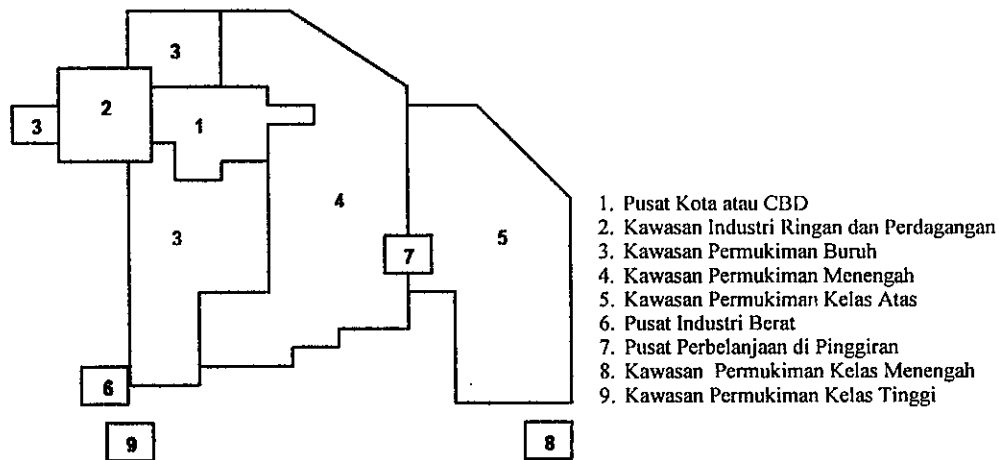 3
2
3
1
4
3
5
7
6
9
8
1. Pusat Kota atau CBD
2. Kawasan Industri Ringan dan Perdagangan
3. Kawasan Permukiman Buruh
4. Kawasan Permukiman Menengah
5. Kawasan Permukiman Kelas Atas
6. Pusat Industri Berat
7. Pusat Perbelanjaan di Pinggiran
8. Kawasan Permukiman Kelas Menengah
9. Kawasan Permukiman Kelas Tinggi